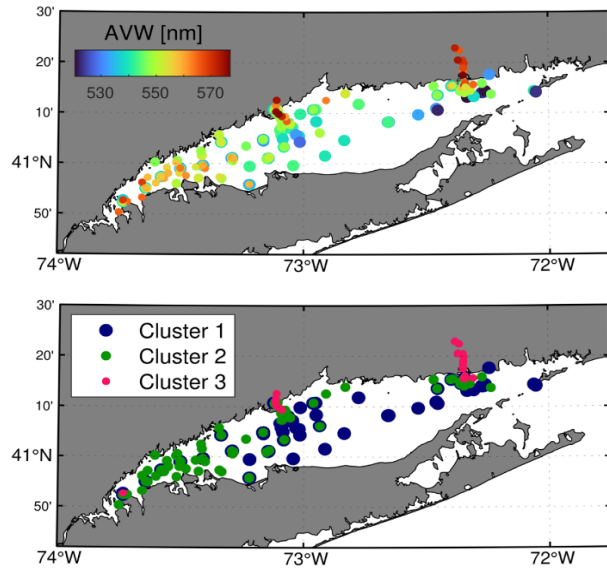 30'
AVW [nm]
20'
530 550 570
10'
41°N
50'
74°W 73°W 72°W
30'
Cluster 1
20'
Cluster 2
Cluster 3
10'
41°N
50'
74°W 73°W 72°W